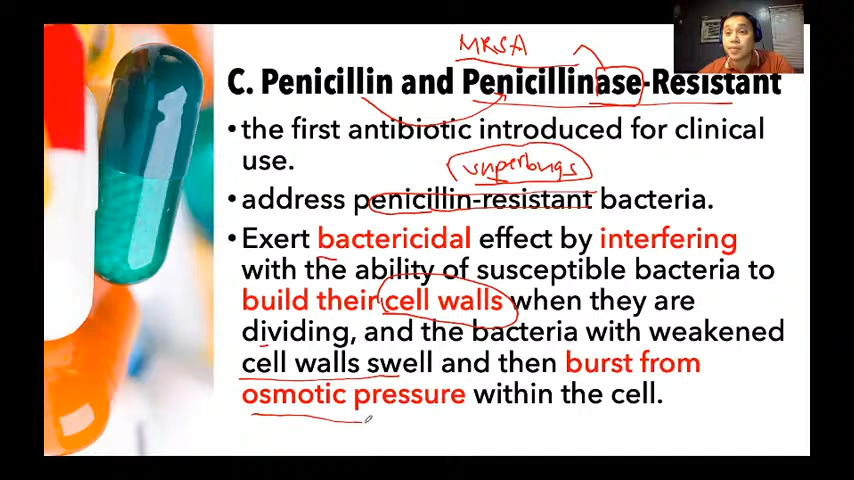 MRSA
C. Penicillin and Penicillinase-Resistant
• the first antibiotic introduced for clinical
use.
superbugs
• address penicillin-resistant bacteria.
• Exert bactericidal effect by interfering
with the ability of susceptible bacteria to
build their cell walls when they are
dividing, and the bacteria with weakened
cell walls swell and then burst from
osmotic pressure within the cell.